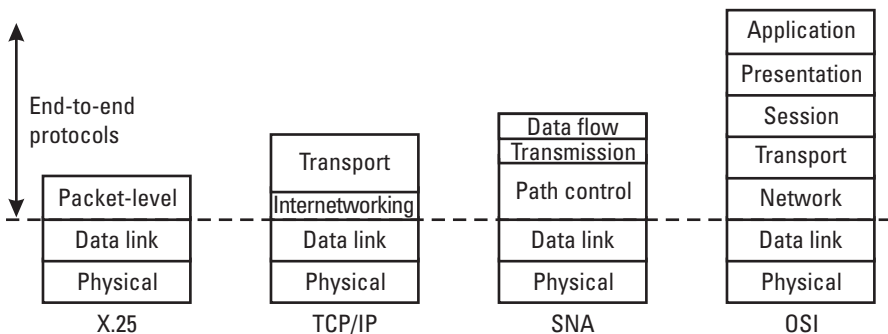 End-to-end
protocols
Packet-level
Data link
Physical
X.25
Transport
Internetworking
Data link
Physical
TCP/IP
Data flow
Transmission
Path control
Data link
Physical
SNA
Application
Presentation
Session
Transport
Network
Data link
Physical
OSI